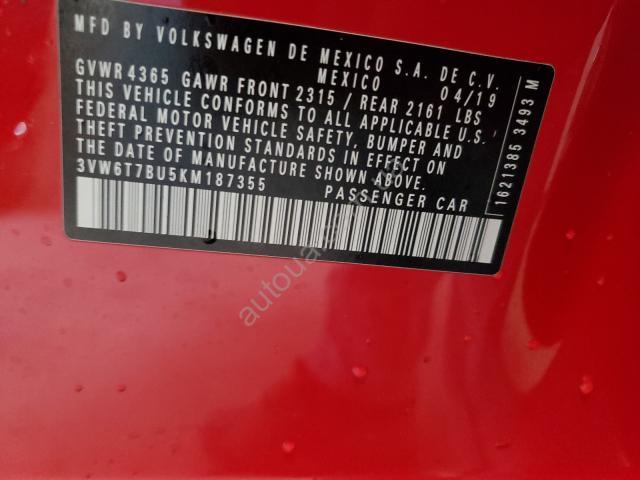 MFD BY VOLKSWAGEN DE MEXICO S.A. DE C.V.
MEXICO 04/19
GVWR 4365 GAWR FRONT 2315 / REAR 2161 LBS
THIS VEHICLE CONFORMS TO ALL APPLICABLE U.S.
FEDERAL MOTOR VEHICLE SAFETY, BUMPER AND
THEFT PREVENTION STANDARDS IN EFFECT ON
THE DATE OF MANUFACTURE SHOWN ABOVE.
3VW6T7BU5KM187355 PASSENGER CAR
1621385 3493 M